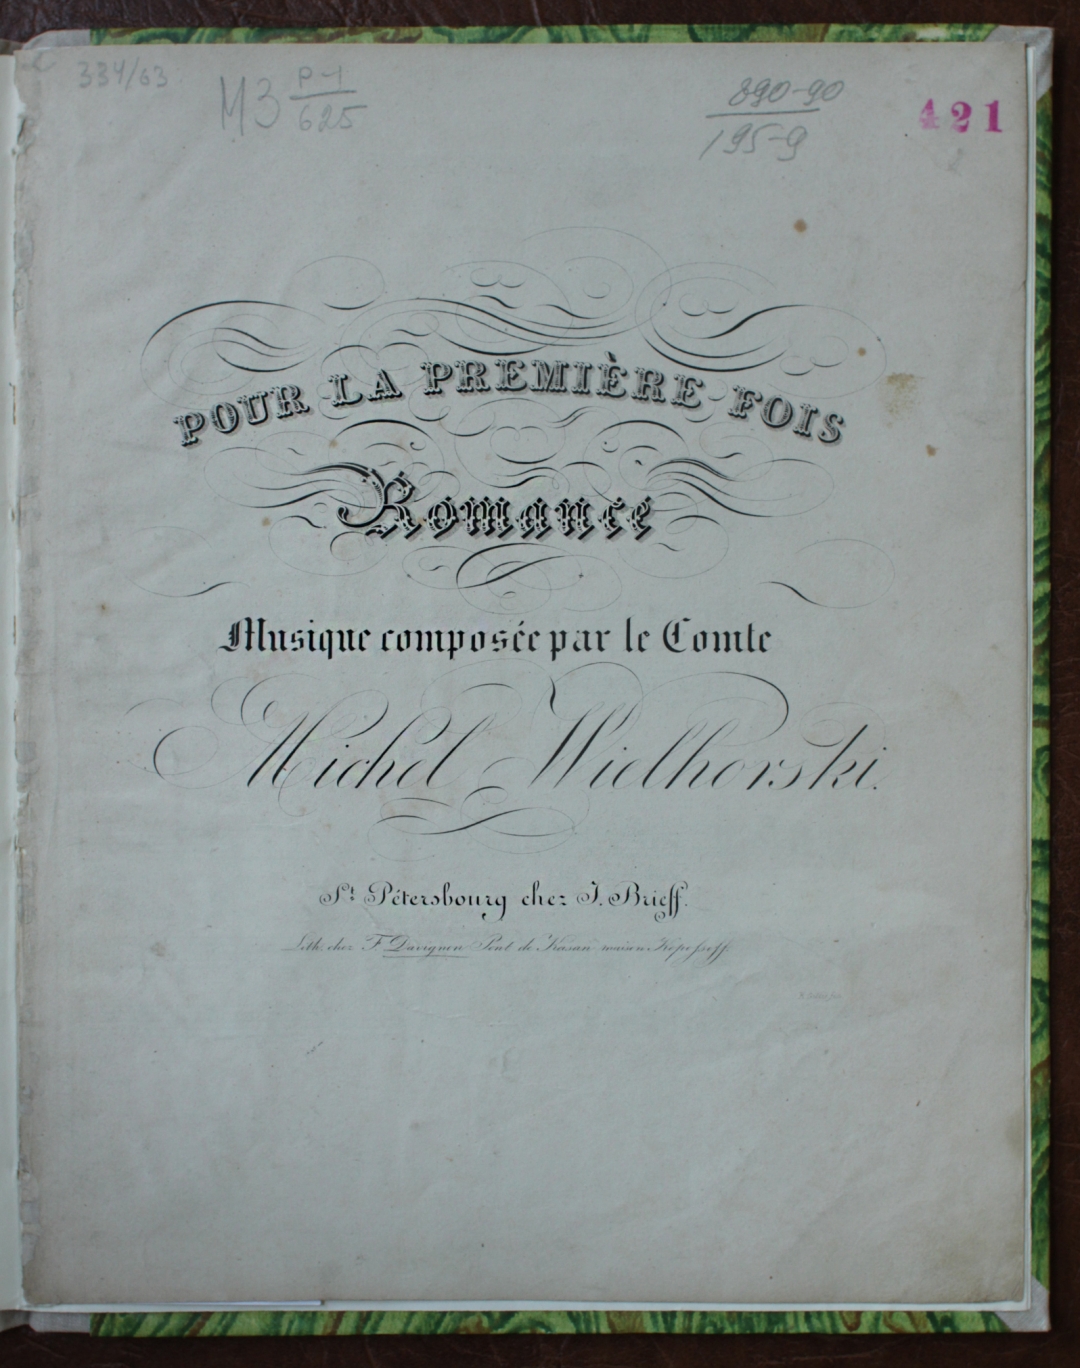 334/63
МЗ Р-1
625
890-90
195-9
421
POUR LA PREMIÈRE FOIS
Romance
Musique composée par le Comte
Michel Wielhorski.
St. Pétersbourg chez J. Brieff.
Lith. chez F. Davignon Pont de Kasan maison